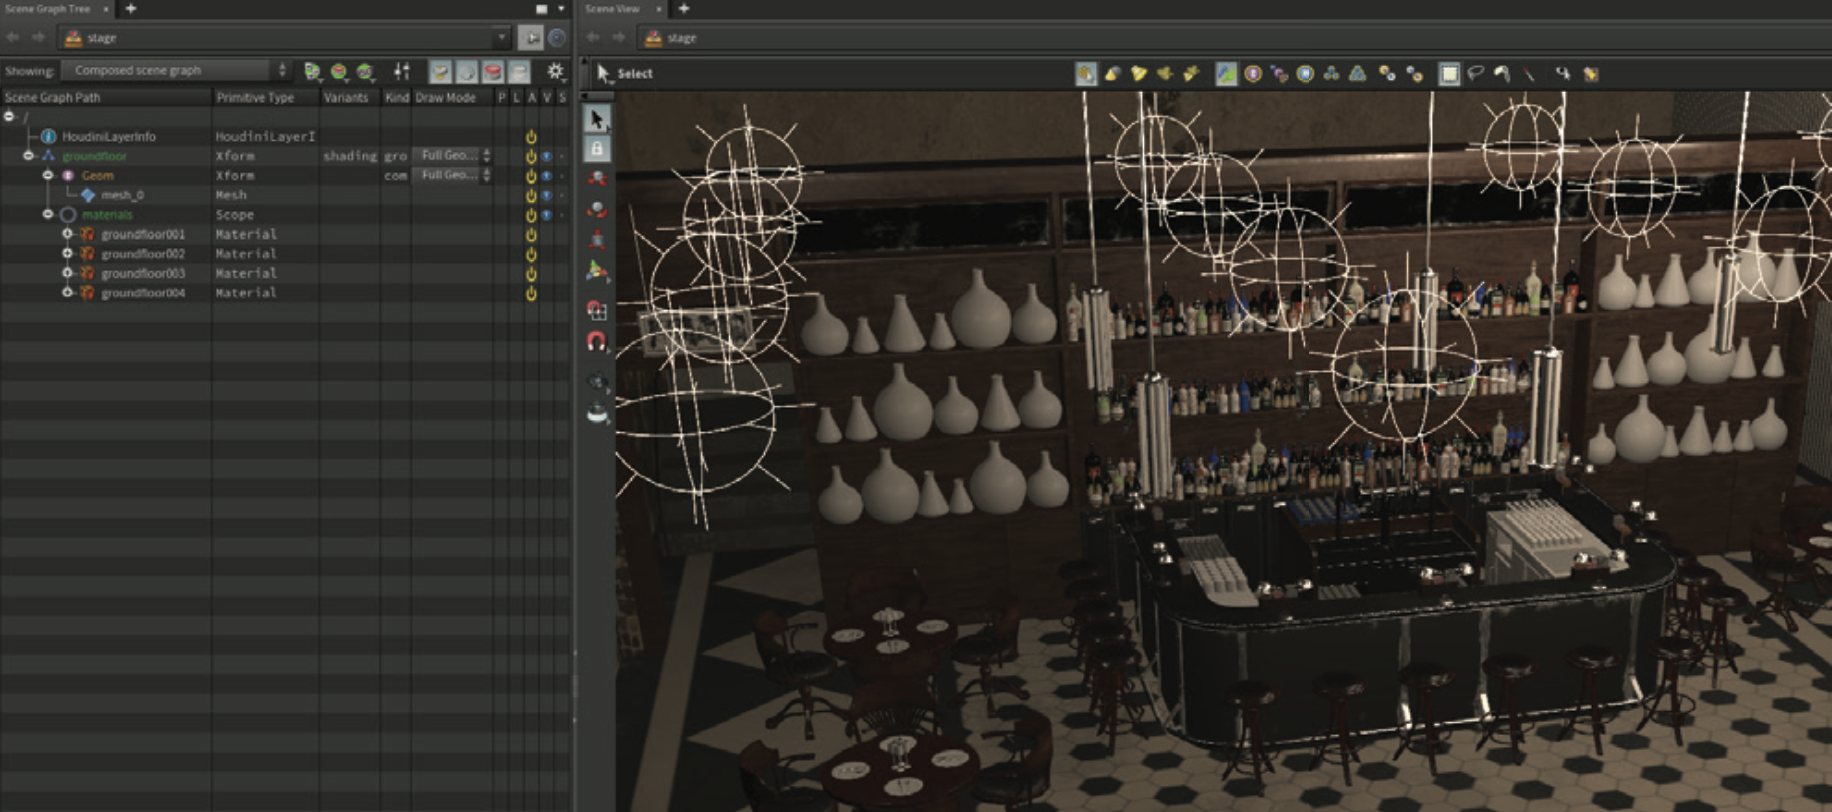 Scene Graph Tree × +
stage
Showing: Composed scene graph
Scene Graph Path Primitive Type Variants Kind Draw Mode P L A V S
/
HoudiniLayerInfo HoudiniLayerI
groundfloor Xform shading gro Full Geo...
Geom Xform com Full Geo...
mesh_0 Mesh
materials Scope
groundfloor001 Material
groundfloor002 Material
groundfloor003 Material
groundfloor004 Material
Scene View × +
stage
Select